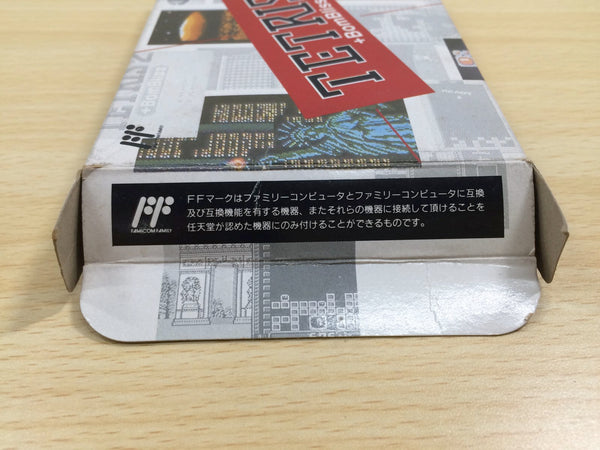 TETRIS
+BomBliss
+BomBliss
READY
FF
FFマークはファミリーコンピュータとファミリーコンピュータに互換
及び互換機能を有する機器、またそれらの機器に接続して頂けることを
任天堂が認めた機器にのみ付けることができるものです。
FAMICOM FAMILY